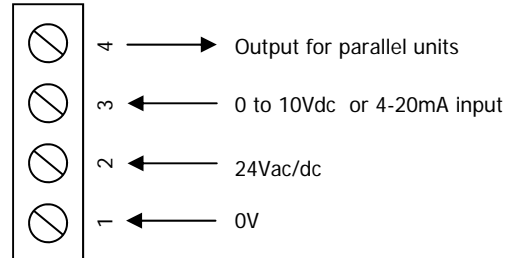 4 Output for parallel units
3 0 to 10Vdc or 4-20mA input
2 24Vac/dc
1 0V